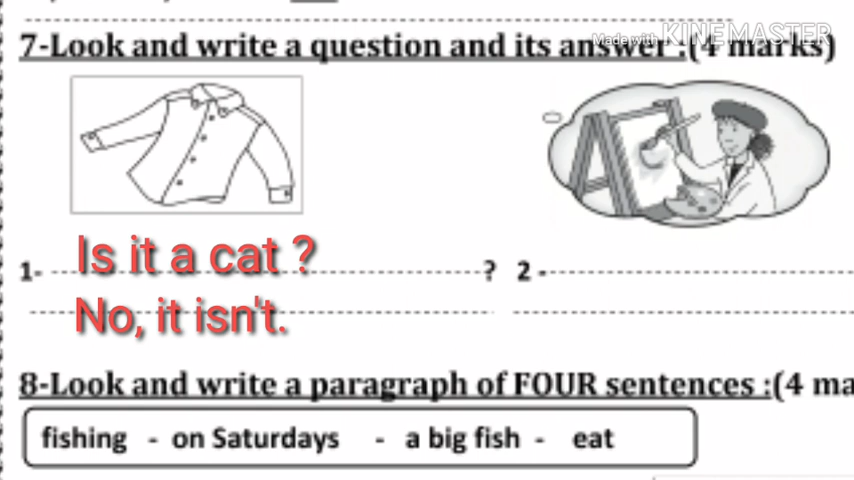 Made with KINEMASTER
7-Look and write a question and its answer :(4 marks)
Is it a cat ?
1- ? 2 -
No, it isn't.
8-Look and write a paragraph of FOUR sentences :(4 ma
fishing - on Saturdays - a big fish - eat